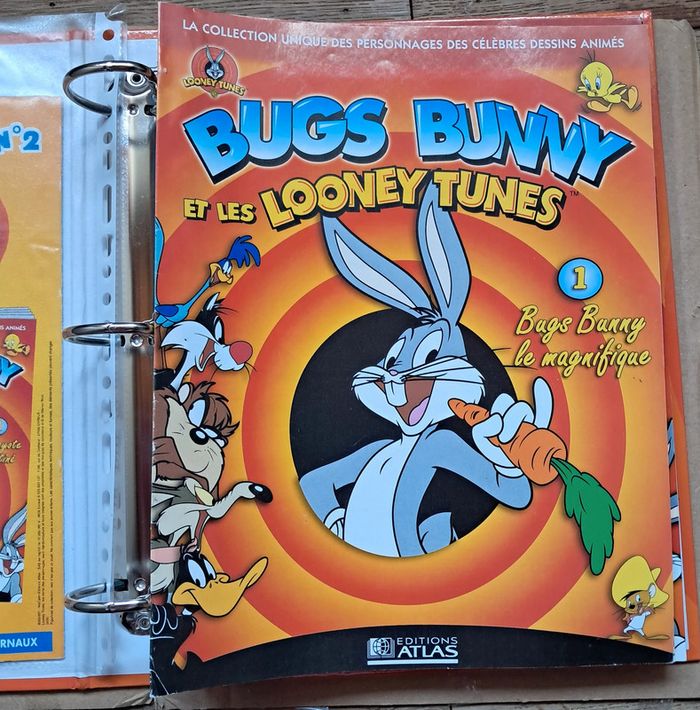 N°2
LA COLLECTION UNIQUE DES PERSONNAGES DES CÉLÈBRES DESSINS ANIMÉS
LOONEY TUNES
BUGS BUNNY
ET LES LOONEY TUNES™
1
Bugs Bunny
le magnifique
EDITIONS
ATLAS